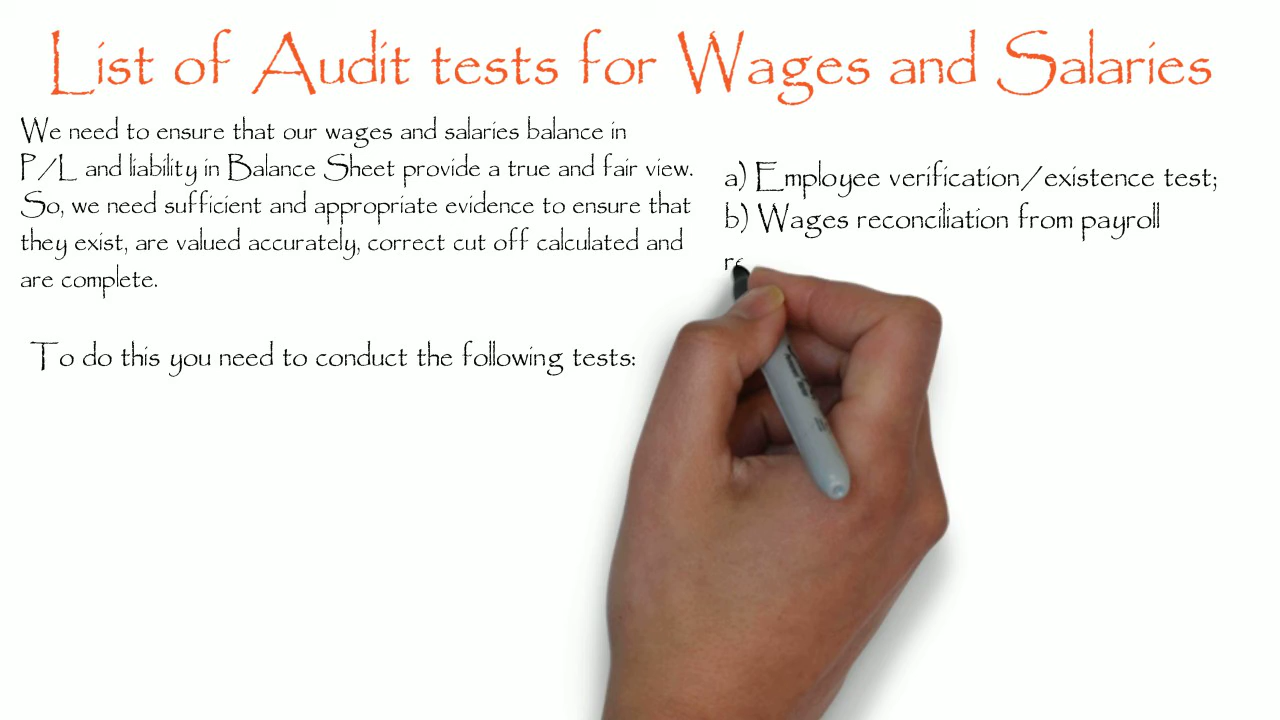 List of Audit tests for Wages and Salaries
We need to ensure that our wages and salaries balance in
P/L and liability in Balance Sheet provide a true and fair view.
So, we need sufficient and appropriate evidence to ensure that
they exist, are valued accurately, correct cut off calculated and
are complete.
To do this you need to conduct the following tests:
a) Employee verification/existence test;
b) Wages reconciliation from payroll